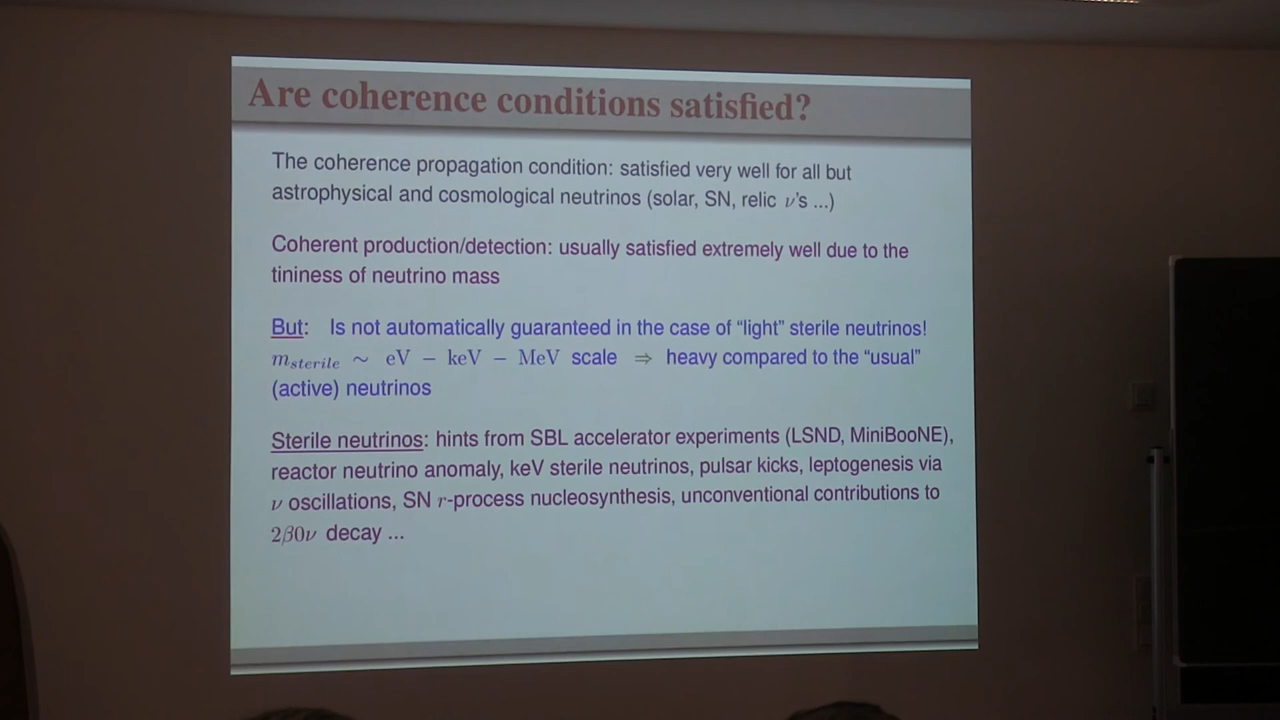 Are coherence conditions satisfied?
The coherence propagation condition: satisfied very well for all but
astrophysical and cosmological neutrinos (solar, SN, relic ν's ...)
Coherent production/detection: usually satisfied extremely well due to the
tininess of neutrino mass
But: Is not automatically guaranteed in the case of “light” sterile neutrinos!
m_sterile ∼ eV − keV − MeV scale ⇒ heavy compared to the “usual”
(active) neutrinos
Sterile neutrinos: hints from SBL accelerator experiments (LSND, MiniBooNE),
reactor neutrino anomaly, keV sterile neutrinos, pulsar kicks, leptogenesis via
ν oscillations, SN r-process nucleosynthesis, unconventional contributions to
2β0ν decay ...